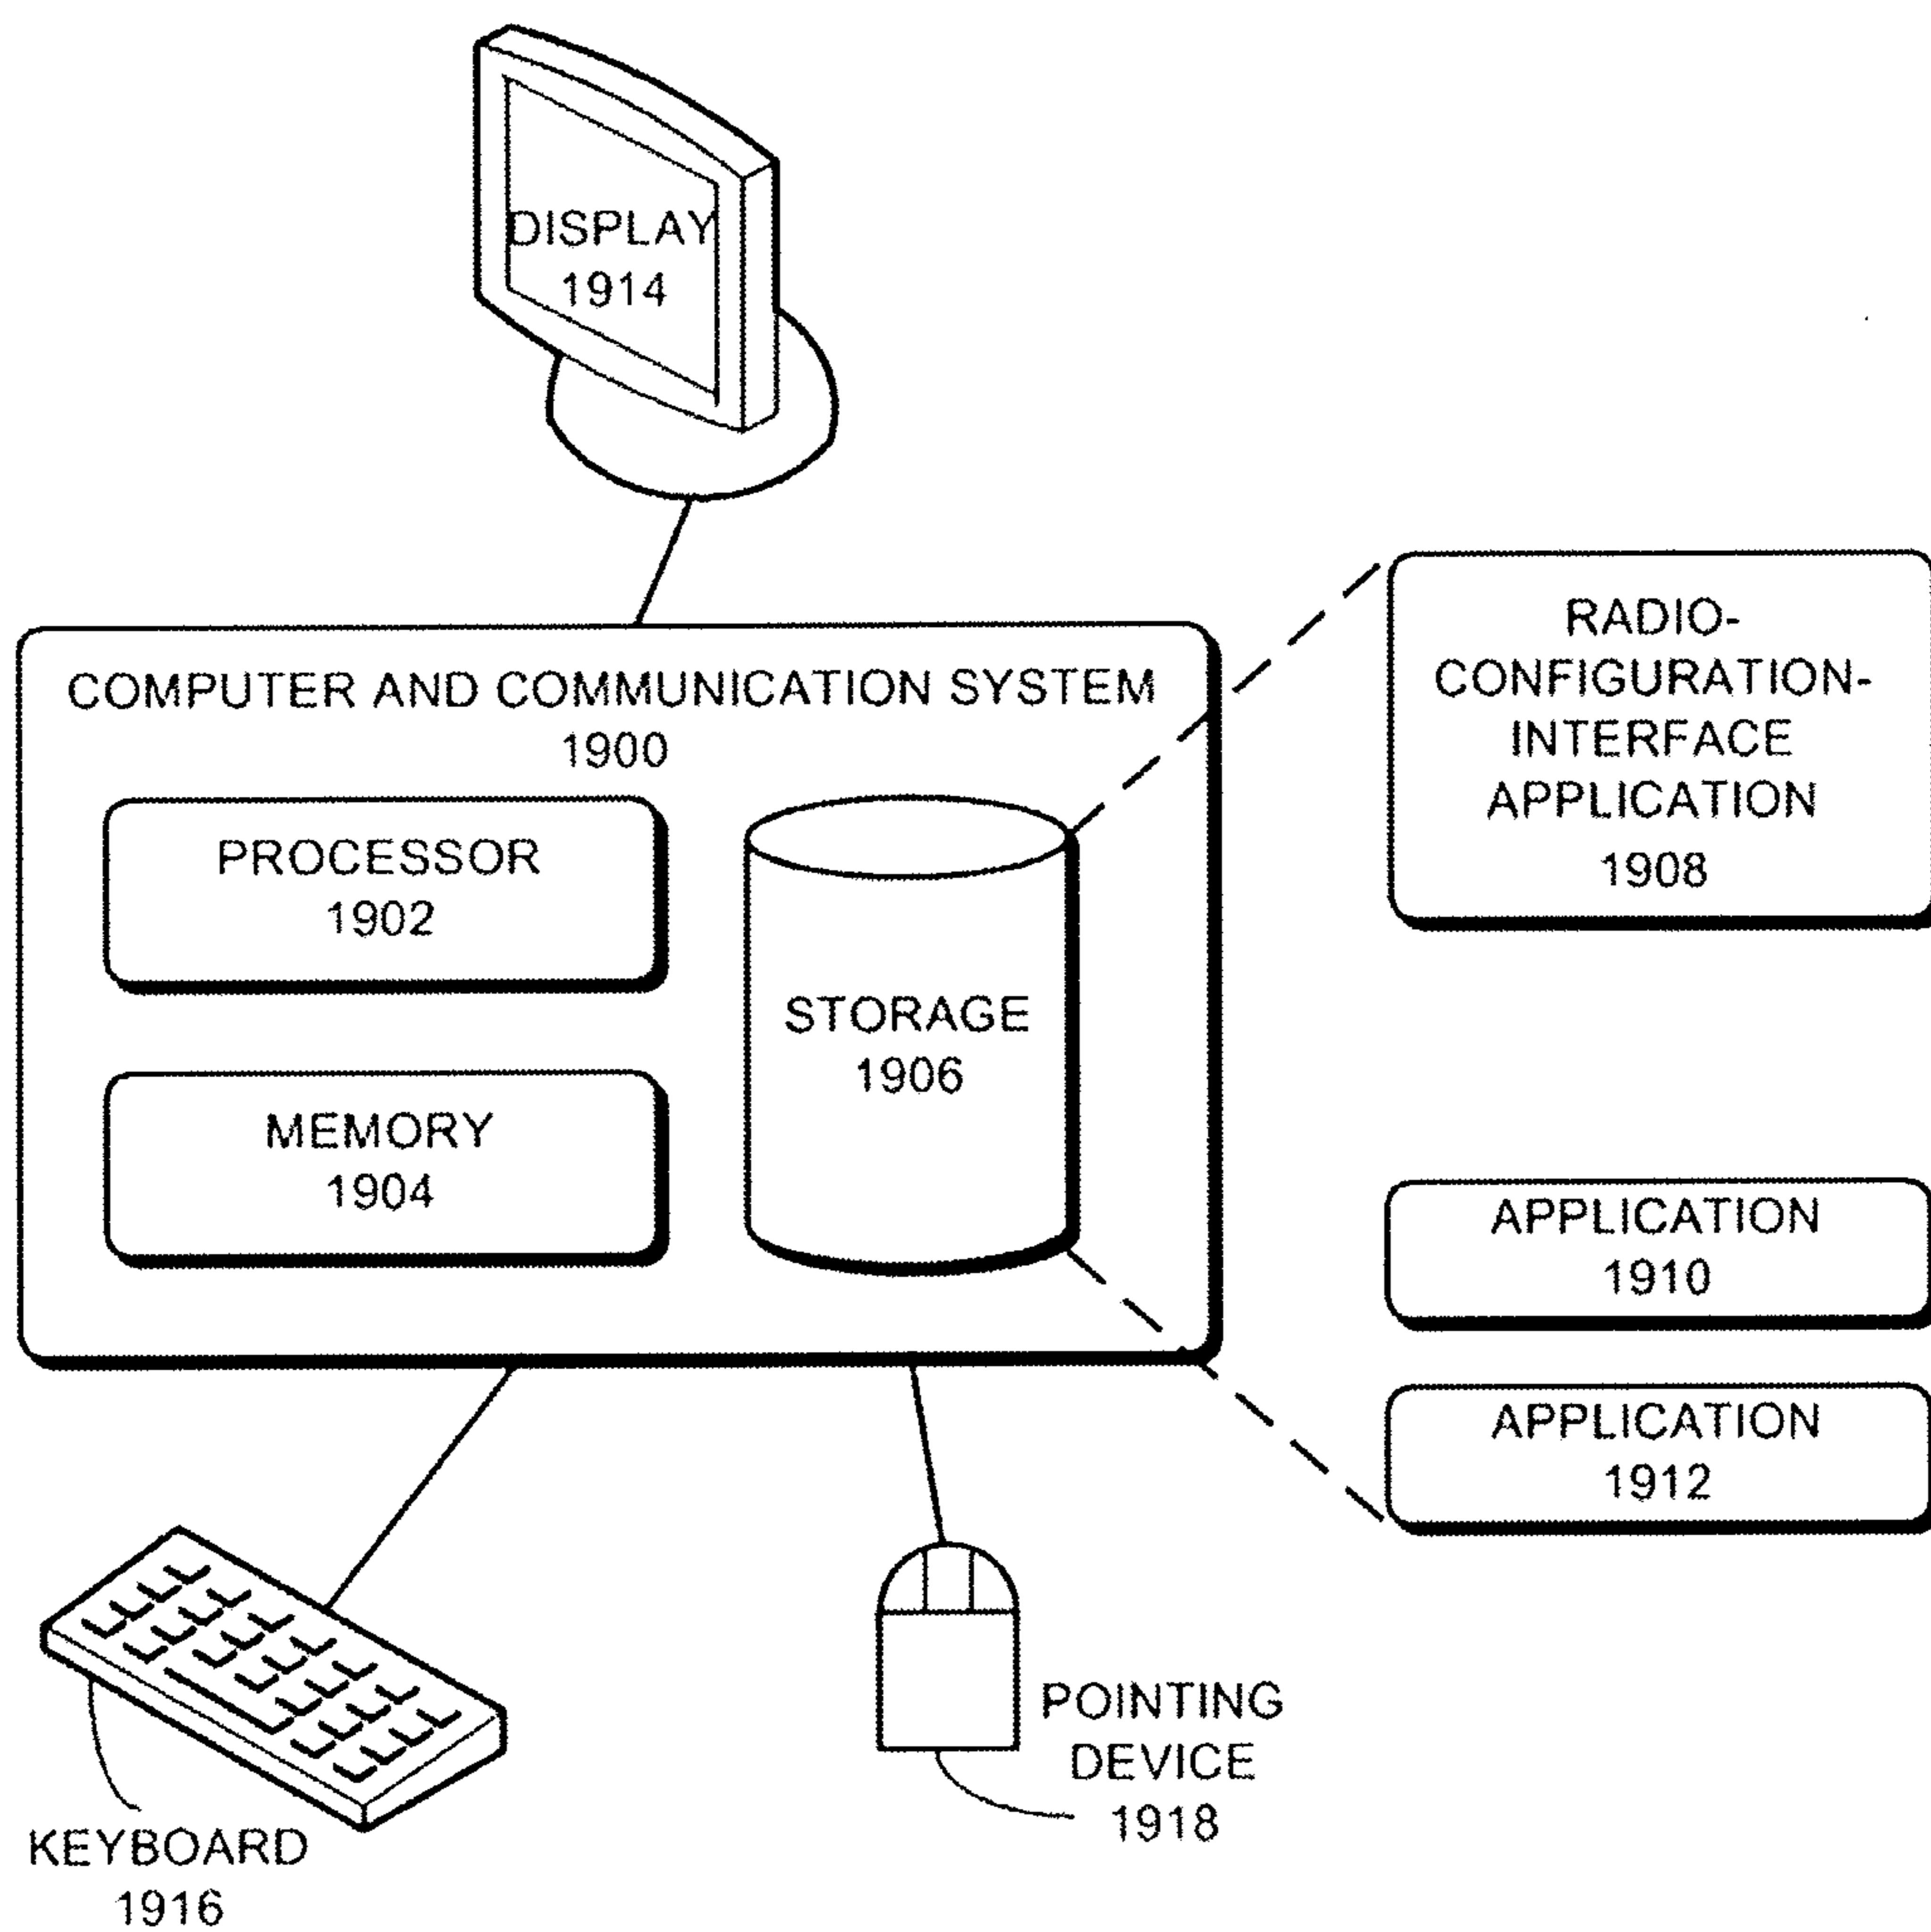 DISPLAY
1914
COMPUTER AND COMMUNICATION SYSTEM
1900
PROCESSOR
1902
MEMORY
1904
STORAGE
1906
RADIO-
CONFIGURATION-
INTERFACE
APPLICATION
1908
APPLICATION
1910
APPLICATION
1912
KEYBOARD
1916
POINTING
DEVICE
1918